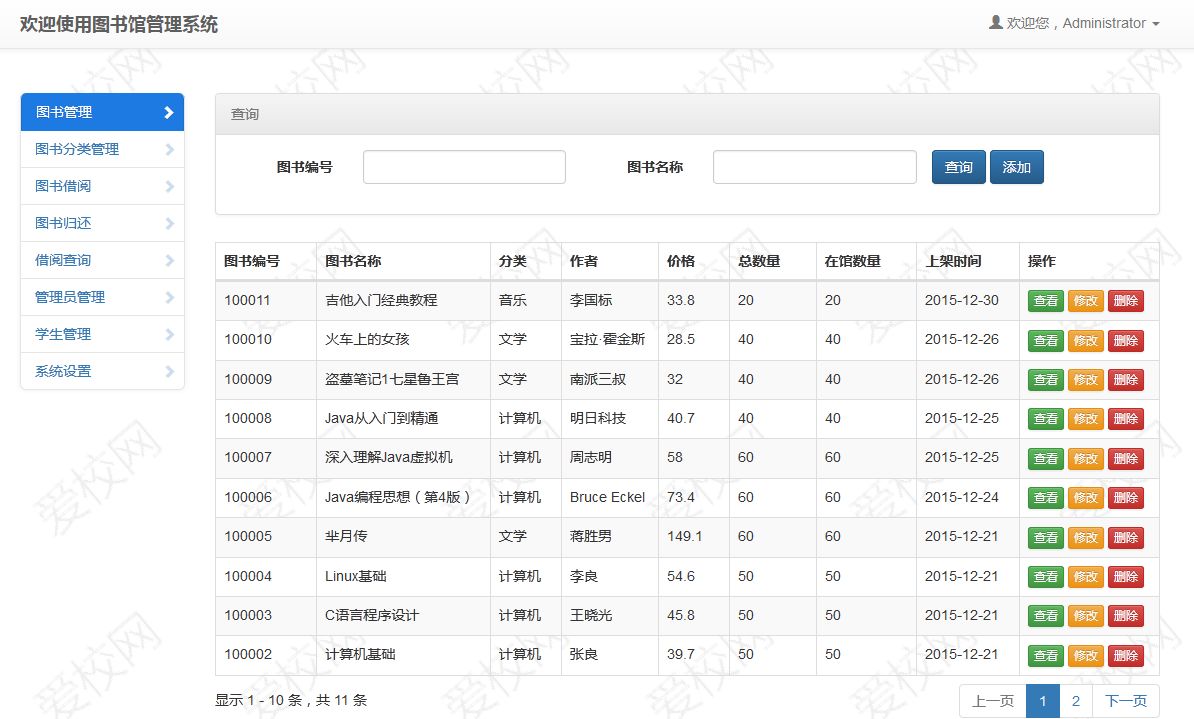 欢迎使用图书馆管理系统 欢迎您，Administrator
图书管理
图书分类管理
图书借阅
图书归还
借阅查询
管理员管理
学生管理
系统设置
查询
图书编号 图书名称 查询 添加
图书编号 图书名称 分类 作者 价格 总数量 在馆数量 上架时间 操作
100011 吉他入门经典教程 音乐 李国标 33.8 20 20 2015-12-30 查看 修改 删除
100010 火车上的女孩 文学 宝拉·霍金斯 28.5 40 40 2015-12-26 查看 修改 删除
100009 盗墓笔记1七星鲁王宫 文学 南派三叔 32 40 40 2015-12-26 查看 修改 删除
100008 Java从入门到精通 计算机 明日科技 40.7 40 40 2015-12-25 查看 修改 删除
100007 深入理解Java虚拟机 计算机 周志明 58 60 60 2015-12-25 查看 修改 删除
100006 Java编程思想（第4版） 计算机 Bruce Eckel 73.4 60 60 2015-12-24 查看 修改 删除
100005 芈月传 文学 蒋胜男 149.1 60 60 2015-12-21 查看 修改 删除
100004 Linux基础 计算机 李良 54.6 50 50 2015-12-21 查看 修改 删除
100003 C语言程序设计 计算机 王晓光 45.8 50 50 2015-12-21 查看 修改 删除
100002 计算机基础 计算机 张良 39.7 50 50 2015-12-21 查看 修改 删除
显示 1 - 10 条，共 11 条 上一页 1 2 下一页
爱校网